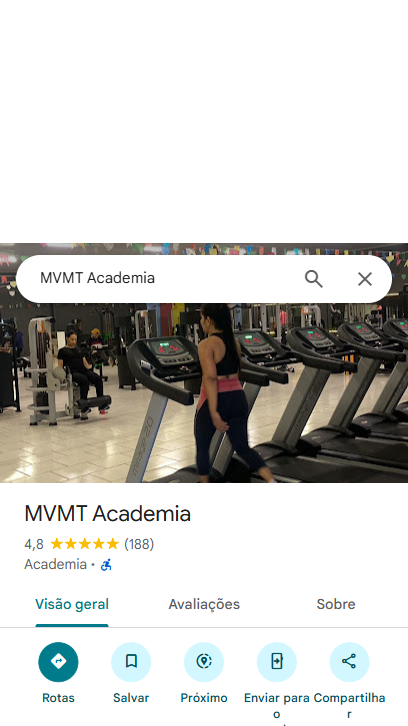 MVMT Academia
MVMT Academia
4,8 (188)
Academia ·
Visão geral Avaliações Sobre
Rotas Salvar Próximo Enviar para o Compartilhar